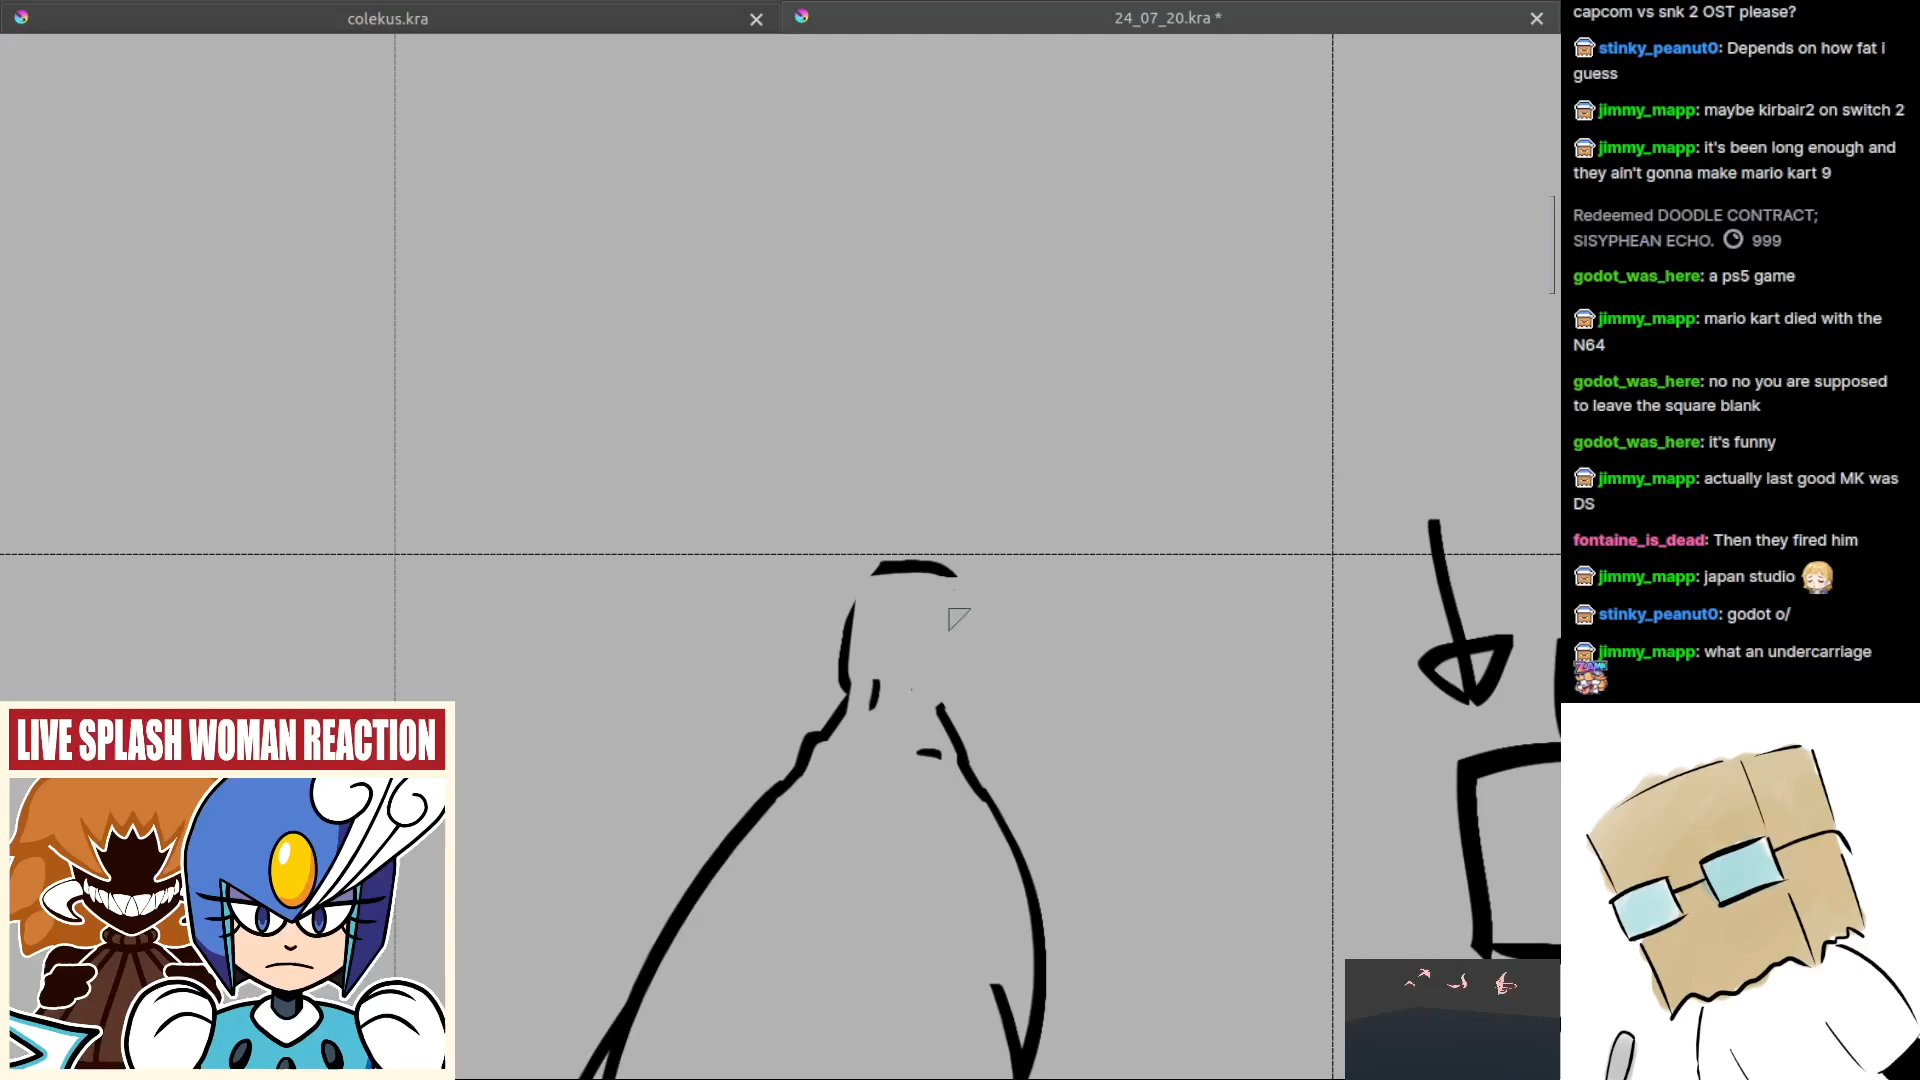 colekus.kra
24_07_20.kra *
capcom vs snk 2 OST please?
stinky_peanut0: Depends on how fat i
guess
jimmy_mapp: maybe kirbair2 on switch 2
jimmy_mapp: it's been long enough and
they ain't gonna make mario kart 9
Redeemed DOODLE CONTRACT;
SISYPHEAN ECHO. 999
godot_was_here: a ps5 game
jimmy_mapp: mario kart died with the
N64
godot_was_here: no no you are supposed
to leave the square blank
godot_was_here: it's funny
jimmy_mapp: actually last good MK was
DS
fontaine_is_dead: Then they fired him
jimmy_mapp: japan studio
stinky_peanut0: godot o/
jimmy_mapp: what an undercarriage
LIVE SPLASH WOMAN REACTION